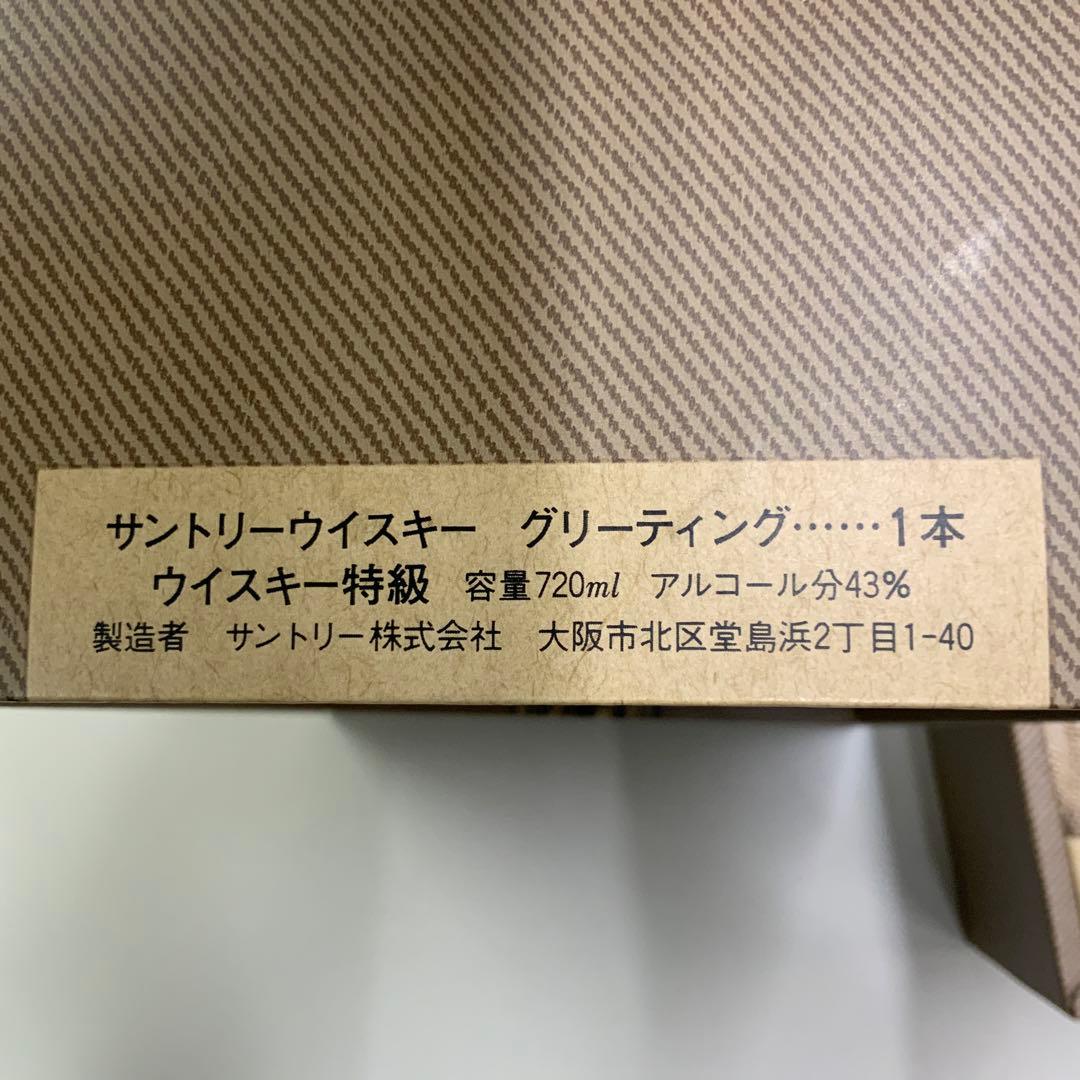 サントリーウイスキー　グリーティング……1本
ウイスキー特級　容量720ml　アルコール分43%
製造者　サントリー株式会社　大阪市北区堂島浜2丁目1-40